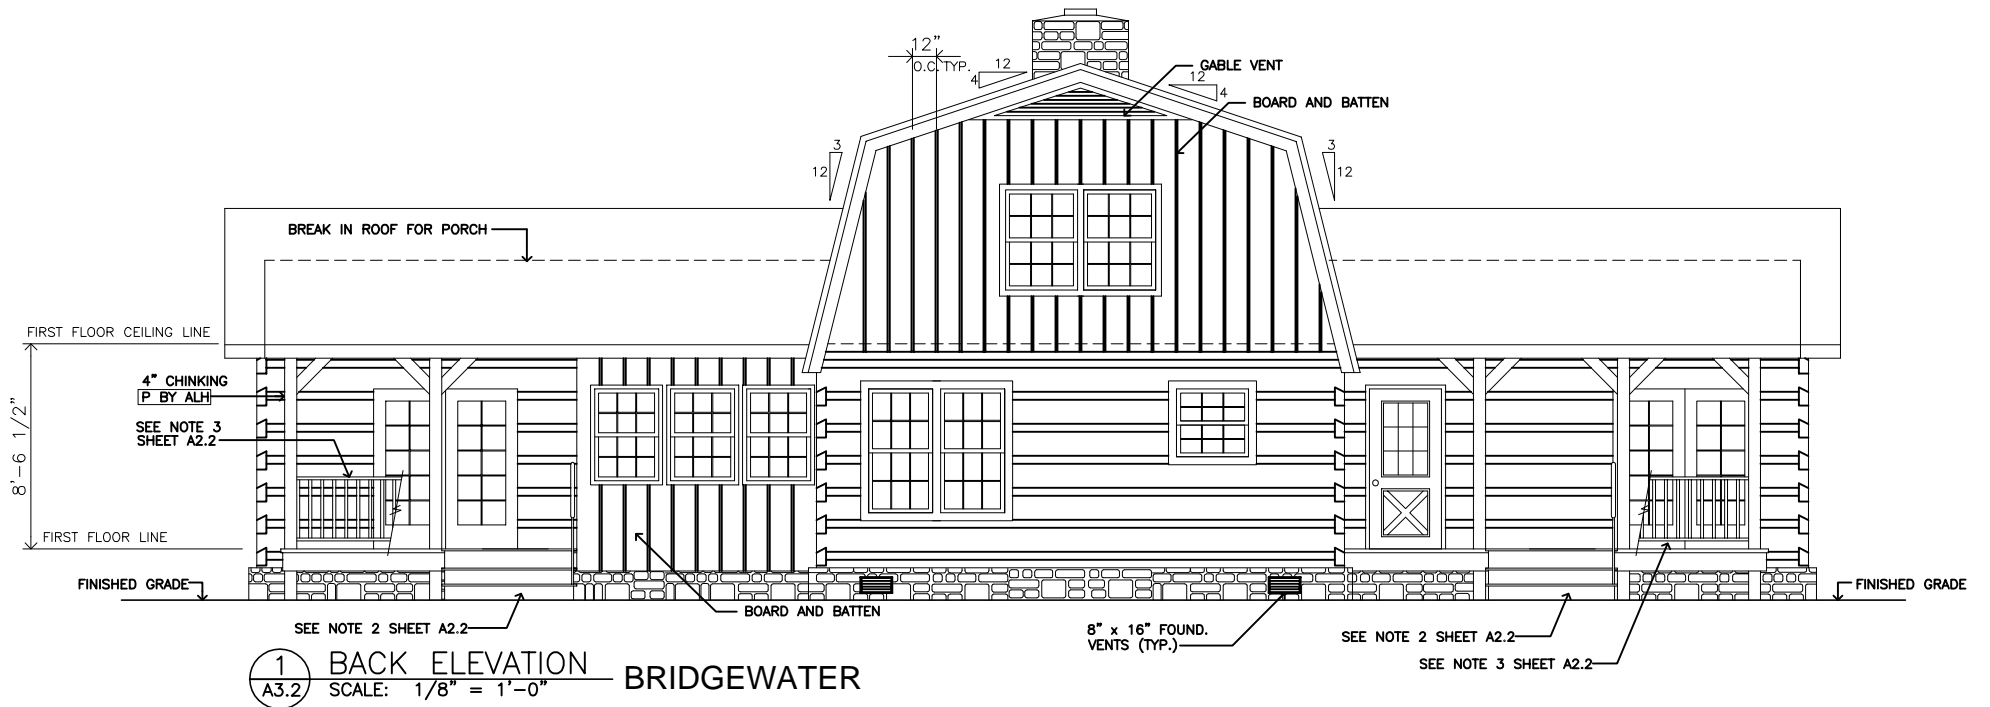 12"
O.C. TYP.
12
4
GABLE VENT
12
4
BOARD AND BATTEN
3
12
3
12
BREAK IN ROOF FOR PORCH
FIRST FLOOR CEILING LINE
4" CHINKING
P BY ALH
SEE NOTE 3
SHEET A2.2
8'-6 1/2"
FIRST FLOOR LINE
FINISHED GRADE
FINISHED GRADE
BOARD AND BATTEN
SEE NOTE 2 SHEET A2.2
8" x 16" FOUND.
VENTS (TYP.)
SEE NOTE 2 SHEET A2.2
SEE NOTE 3 SHEET A2.2
1
A3.2
BACK ELEVATION
SCALE: 1/8" = 1'-0"
BRIDGEWATER